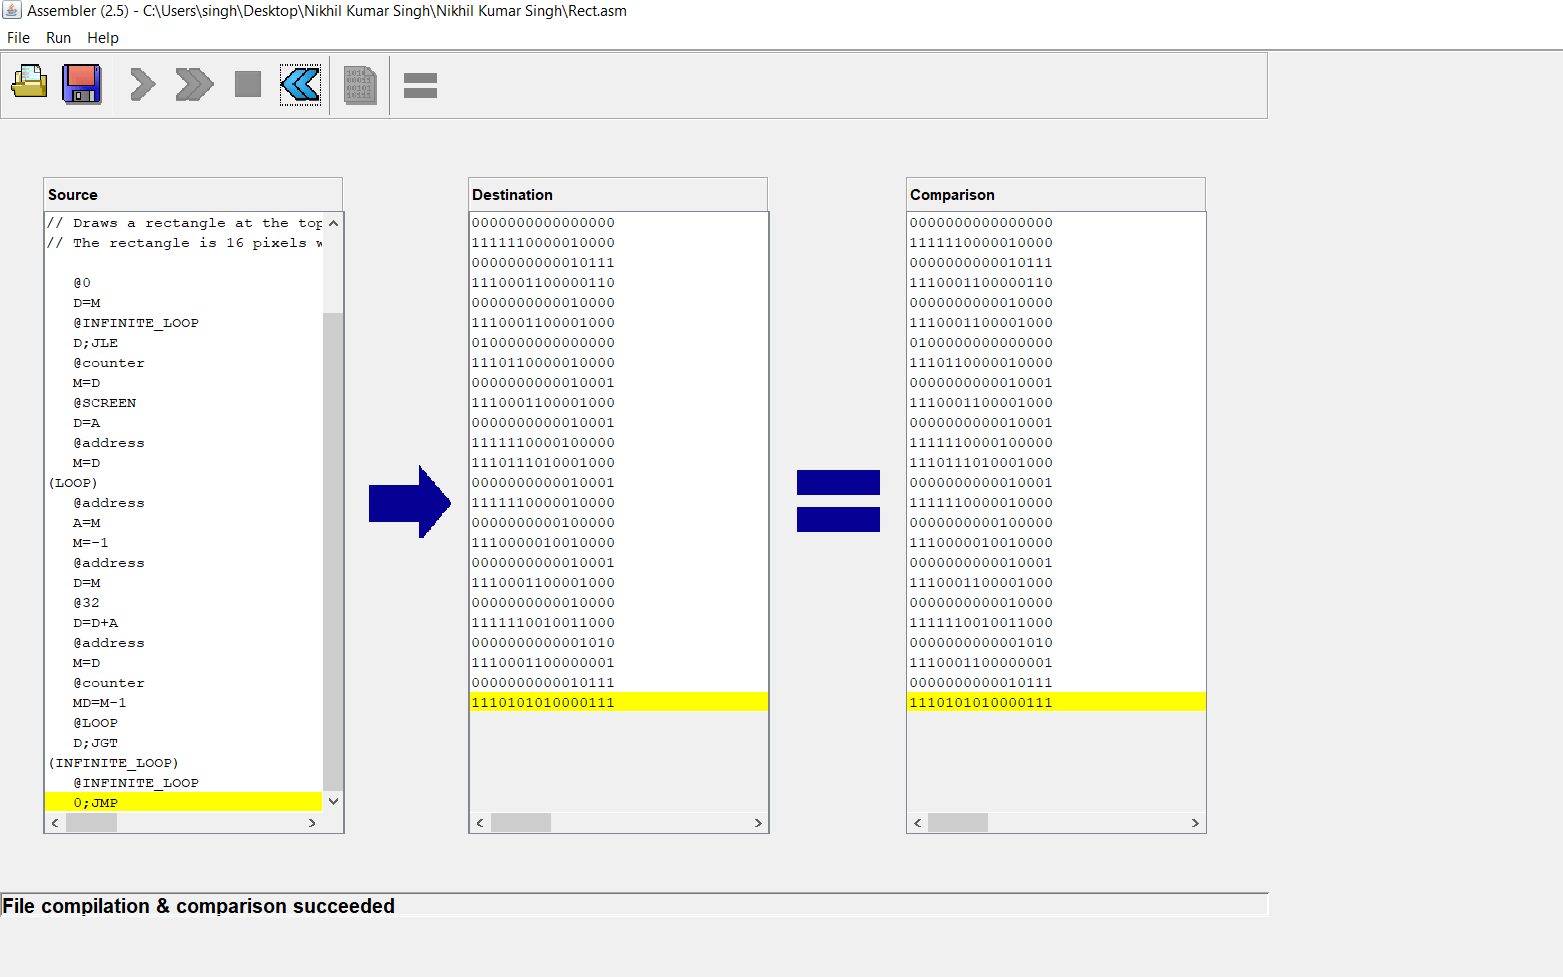 Assembler (2.5) - C:\Users\singh\Desktop\Nikhil Kumar Singh\Nikhil Kumar Singh\Rect.asm
File Run Help
Source
// Draws a rectangle at the top
// The rectangle is 16 pixels w
@0
D=M
@INFINITE_LOOP
D;JLE
@counter
M=D
@SCREEN
D=A
@address
M=D
(LOOP)
@address
A=M
M=-1
@address
D=M
@32
D=D+A
@address
M=D
@counter
MD=M-1
@LOOP
D;JGT
(INFINITE_LOOP)
@INFINITE_LOOP
0;JMP
Destination
0000000000000000
1111110000010000
0000000000010111
1110001100000110
0000000000010000
1110001100001000
0100000000000000
1110110000010000
0000000000010001
1110001100001000
0000000000010001
1111110000100000
1110111010001000
0000000000010001
1111110000010000
0000000000100000
1110000010010000
0000000000010001
1110001100001000
0000000000010000
1111110010011000
0000000000001010
1110001100000001
0000000000010111
1110101010000111
Comparison
0000000000000000
1111110000010000
0000000000010111
1110001100000110
0000000000010000
1110001100001000
0100000000000000
1110110000010000
0000000000010001
1110001100001000
0000000000010001
1111110000100000
1110111010001000
0000000000010001
1111110000010000
0000000000100000
1110000010010000
0000000000010001
1110001100001000
0000000000010000
1111110010011000
0000000000001010
1110001100000001
0000000000010111
1110101010000111
File compilation & comparison succeeded